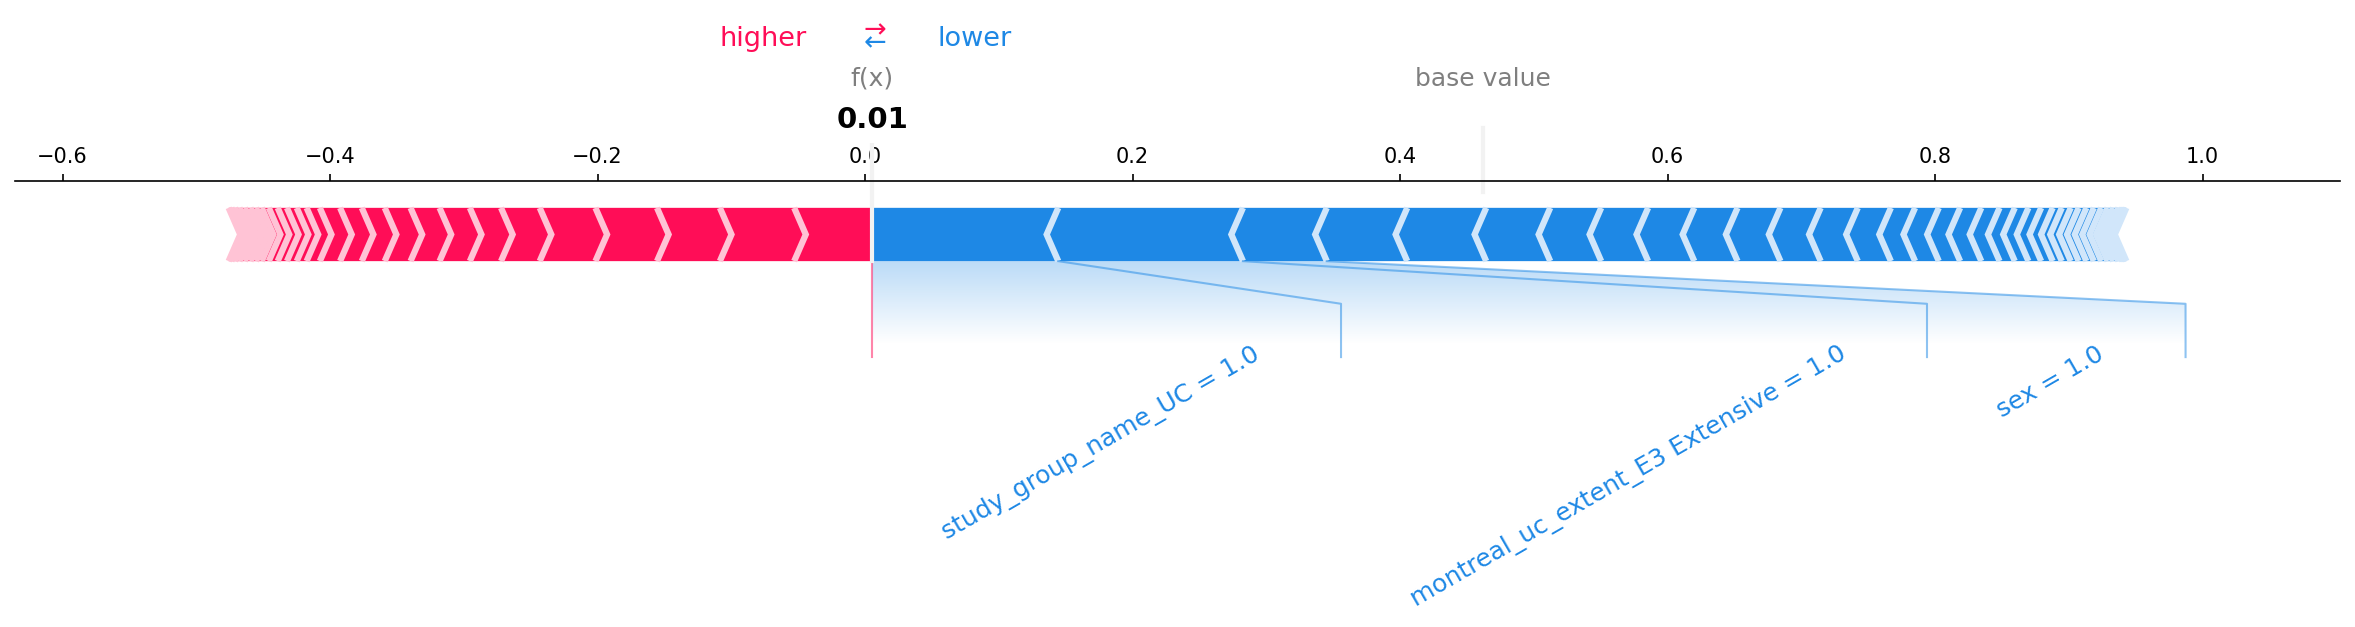 higher ⇄ lower
f(x) base value
0.01
−0.6 −0.4 −0.2 0.0 0.2 0.4 0.6 0.8 1.0
study_group_name_UC = 1.0
montreal_uc_extent_E3 Extensive = 1.0
sex = 1.0